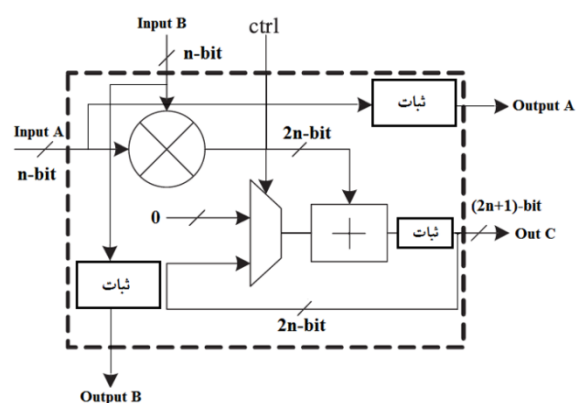 Input B
ctrl
n-bit
ثبات
Output A
Input A
n-bit
2n-bit
0
+
ثبات
(2n+1)-bit
Out C
ثبات
2n-bit
Output B